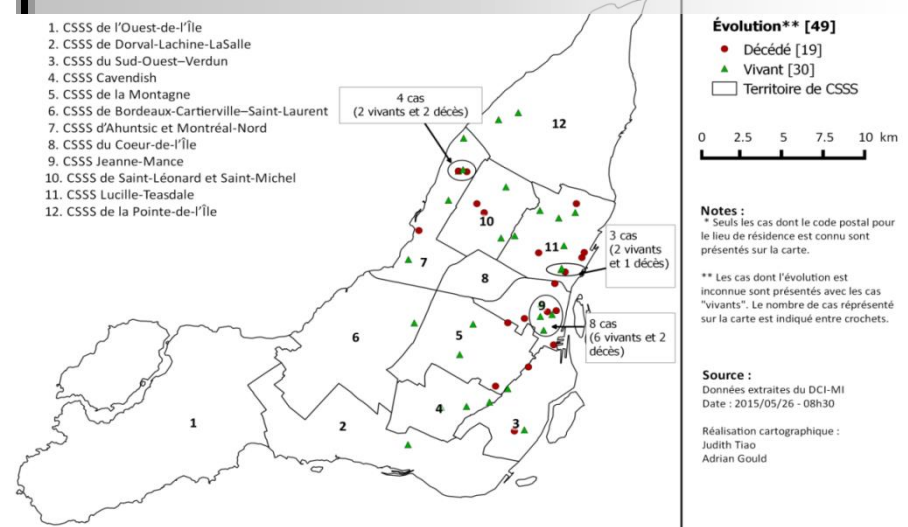 1. CSSS de l'Ouest-de-l'Île
2. CSSS de Dorval-Lachine-LaSalle
3. CSSS du Sud-Ouest–Verdun
4. CSSS Cavendish
5. CSSS de la Montagne
6. CSSS de Bordeaux-Cartierville–Saint-Laurent
7. CSSS d'Ahuntsic et Montréal-Nord
8. CSSS du Coeur-de-l'Île
9. CSSS Jeanne-Mance
10. CSSS de Saint-Léonard et Saint-Michel
11. CSSS Lucille-Teasdale
12. CSSS de la Pointe-de-l'Île
4 cas
(2 vivants et 2 décès)
12
10
11
3 cas
(2 vivants
et 1 décès)
7
8
9
8 cas
(6 vivants et 2
décès)
6
5
4
3
2
1
Évolution** [49]
Décédé [19]
Vivant [30]
Territoire de CSSS
0 2.5 5 7.5 10 km
Notes :
* Seuls les cas dont le code postal pour
le lieu de résidence est connu sont
présentés sur la carte.
** Les cas dont l'évolution est
inconnue sont présentés avec les cas
"vivants". Le nombre de cas répresénté
sur la carte est indiqué entre crochets.
Source :
Données extraites du DCI-MI
Date : 2015/05/26 - 08h30
Réalisation cartographique :
Judith Tiao
Adrian Gould